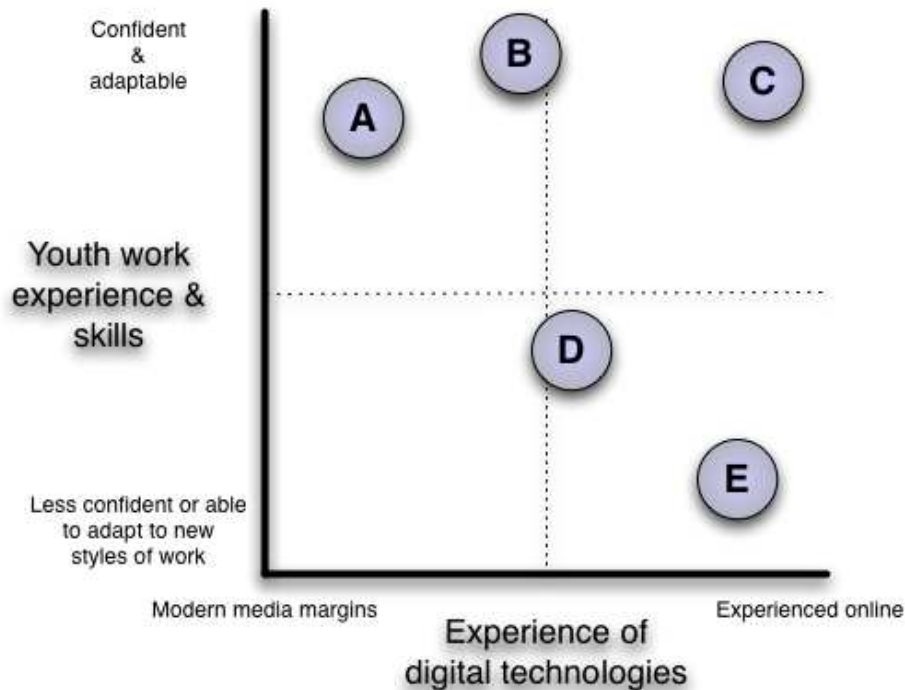 Confident
&
adaptable
B
C
A
Youth work
experience &
skills
D
E
Less confident or able
to adapt to new
styles of work
Modern media margins
Experienced online
Experience of
digital technologies